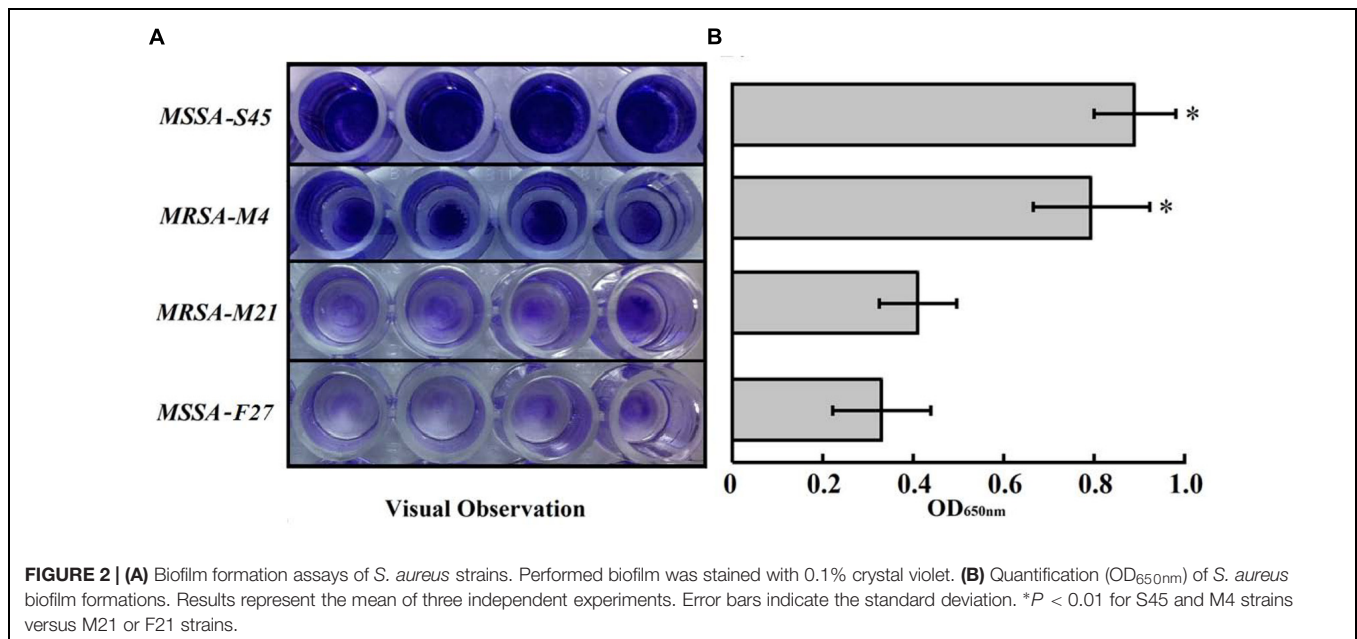 A
B
MSSA-S45
MRSA-M4
MRSA-M21
MSSA-F27
*
*
0 0.2 0.4 0.6 0.8 1.0
Visual Observation
OD650nm
FIGURE 2 | (A) Biofilm formation assays of S. aureus strains. Performed biofilm was stained with 0.1% crystal violet. (B) Quantification (OD650nm) of S. aureus
biofilm formations. Results represent the mean of three independent experiments. Error bars indicate the standard deviation. *P < 0.01 for S45 and M4 strains
versus M21 or F21 strains.